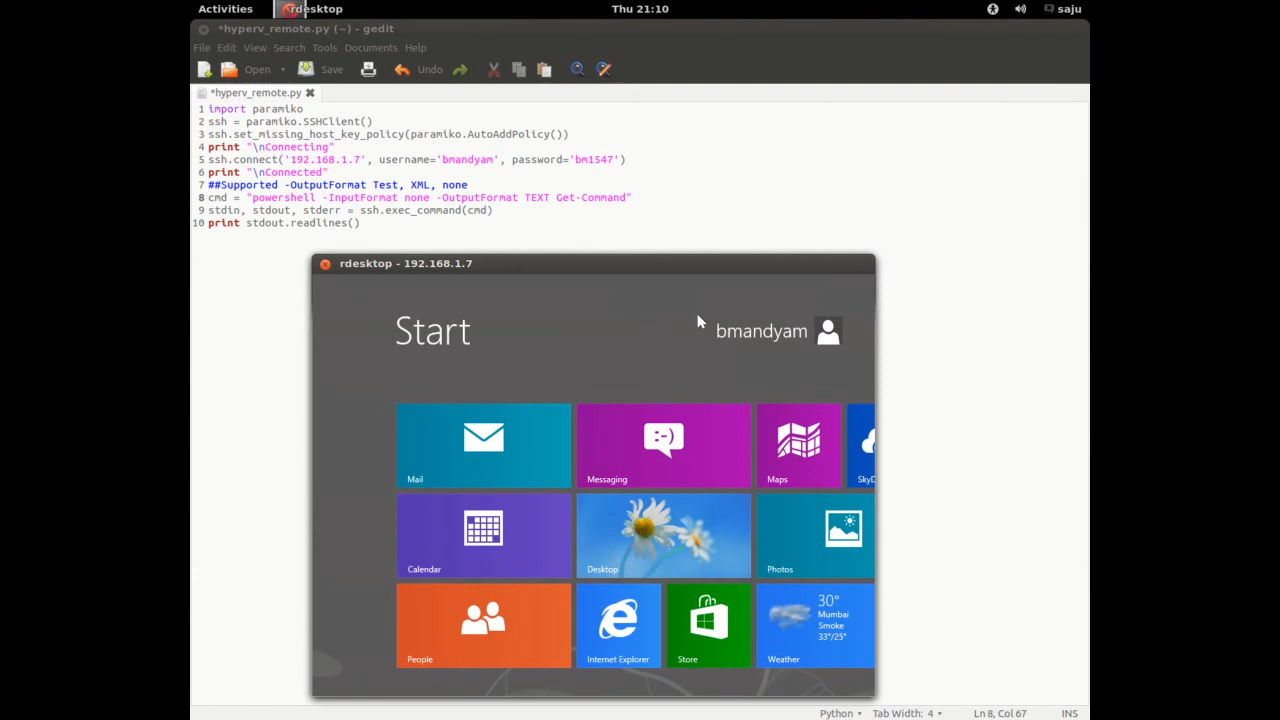 Activities rdesktop Thu 21:10 saju
*hyperv_remote.py (~) - gedit
File Edit View Search Tools Documents Help
Open Save Undo
*hyperv_remote.py
1 import paramiko
2 ssh = paramiko.SSHClient()
3 ssh.set_missing_host_key_policy(paramiko.AutoAddPolicy())
4 print "\nConnecting"
5 ssh.connect('192.168.1.7', username='bmandyam', password='bm1547')
6 print "\nConnected"
7 ##Supported -OutputFormat Test, XML, none
8 cmd = "powershell -InputFormat none -OutputFormat TEXT Get-Command"
9 stdin, stdout, stderr = ssh.exec_command(cmd)
10 print stdout.readlines()
rdesktop - 192.168.1.7
Start bmandyam
Mail Messaging Maps SkyD
Calendar Desktop Photos
30°
Mumbai
Smoke
33°/25°
People Internet Explorer Store Weather
Python Tab Width: 4 Ln 8, Col 67 INS